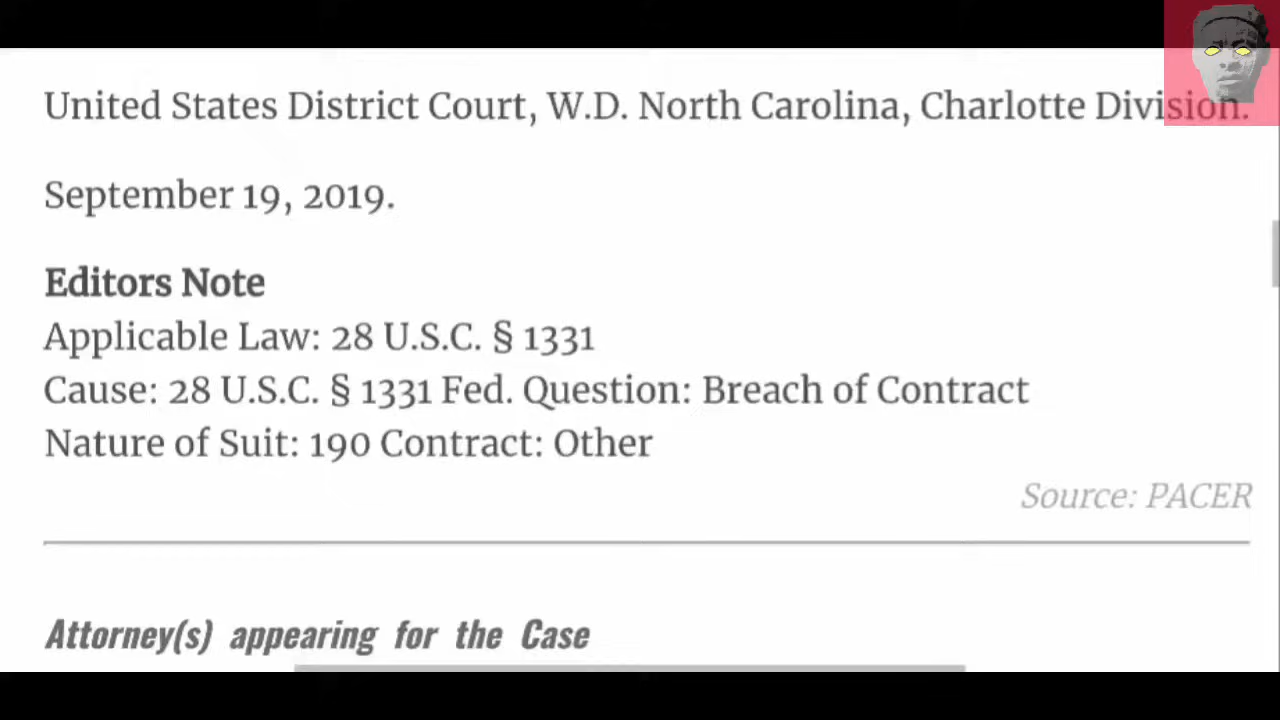 United States District Court, W.D. North Carolina, Charlotte Division.
September 19, 2019.
Editors Note
Applicable Law: 28 U.S.C. § 1331
Cause: 28 U.S.C. § 1331 Fed. Question: Breach of Contract
Nature of Suit: 190 Contract: Other
Source: PACER
Attorney(s) appearing for the Case